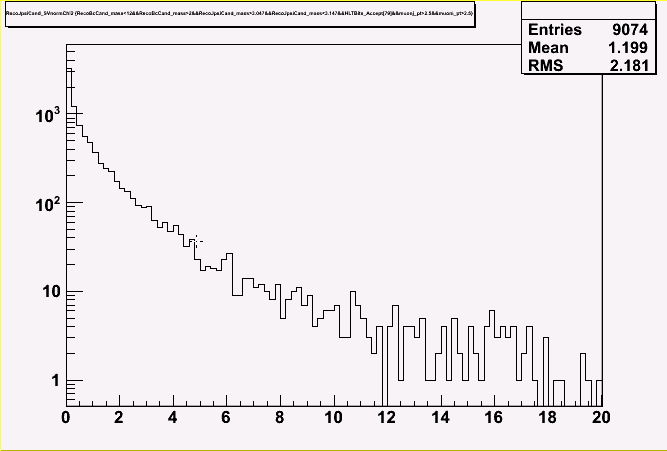 RecoJpsiCand_SVnormChi2 {RecoBcCand_mass<12&&RecoBcCand_mass>2&&RecoJpsiCand_mass>3.047&&RecoJpsiCand_mass<3.147&&HLTBits_Accept[79]&&muonj_pt>2.5&&muoni_pt>2.5}
Entries 9074
Mean 1.199
RMS 2.181
10³
10²
10
1
0 2 4 6 8 10 12 14 16 18 20